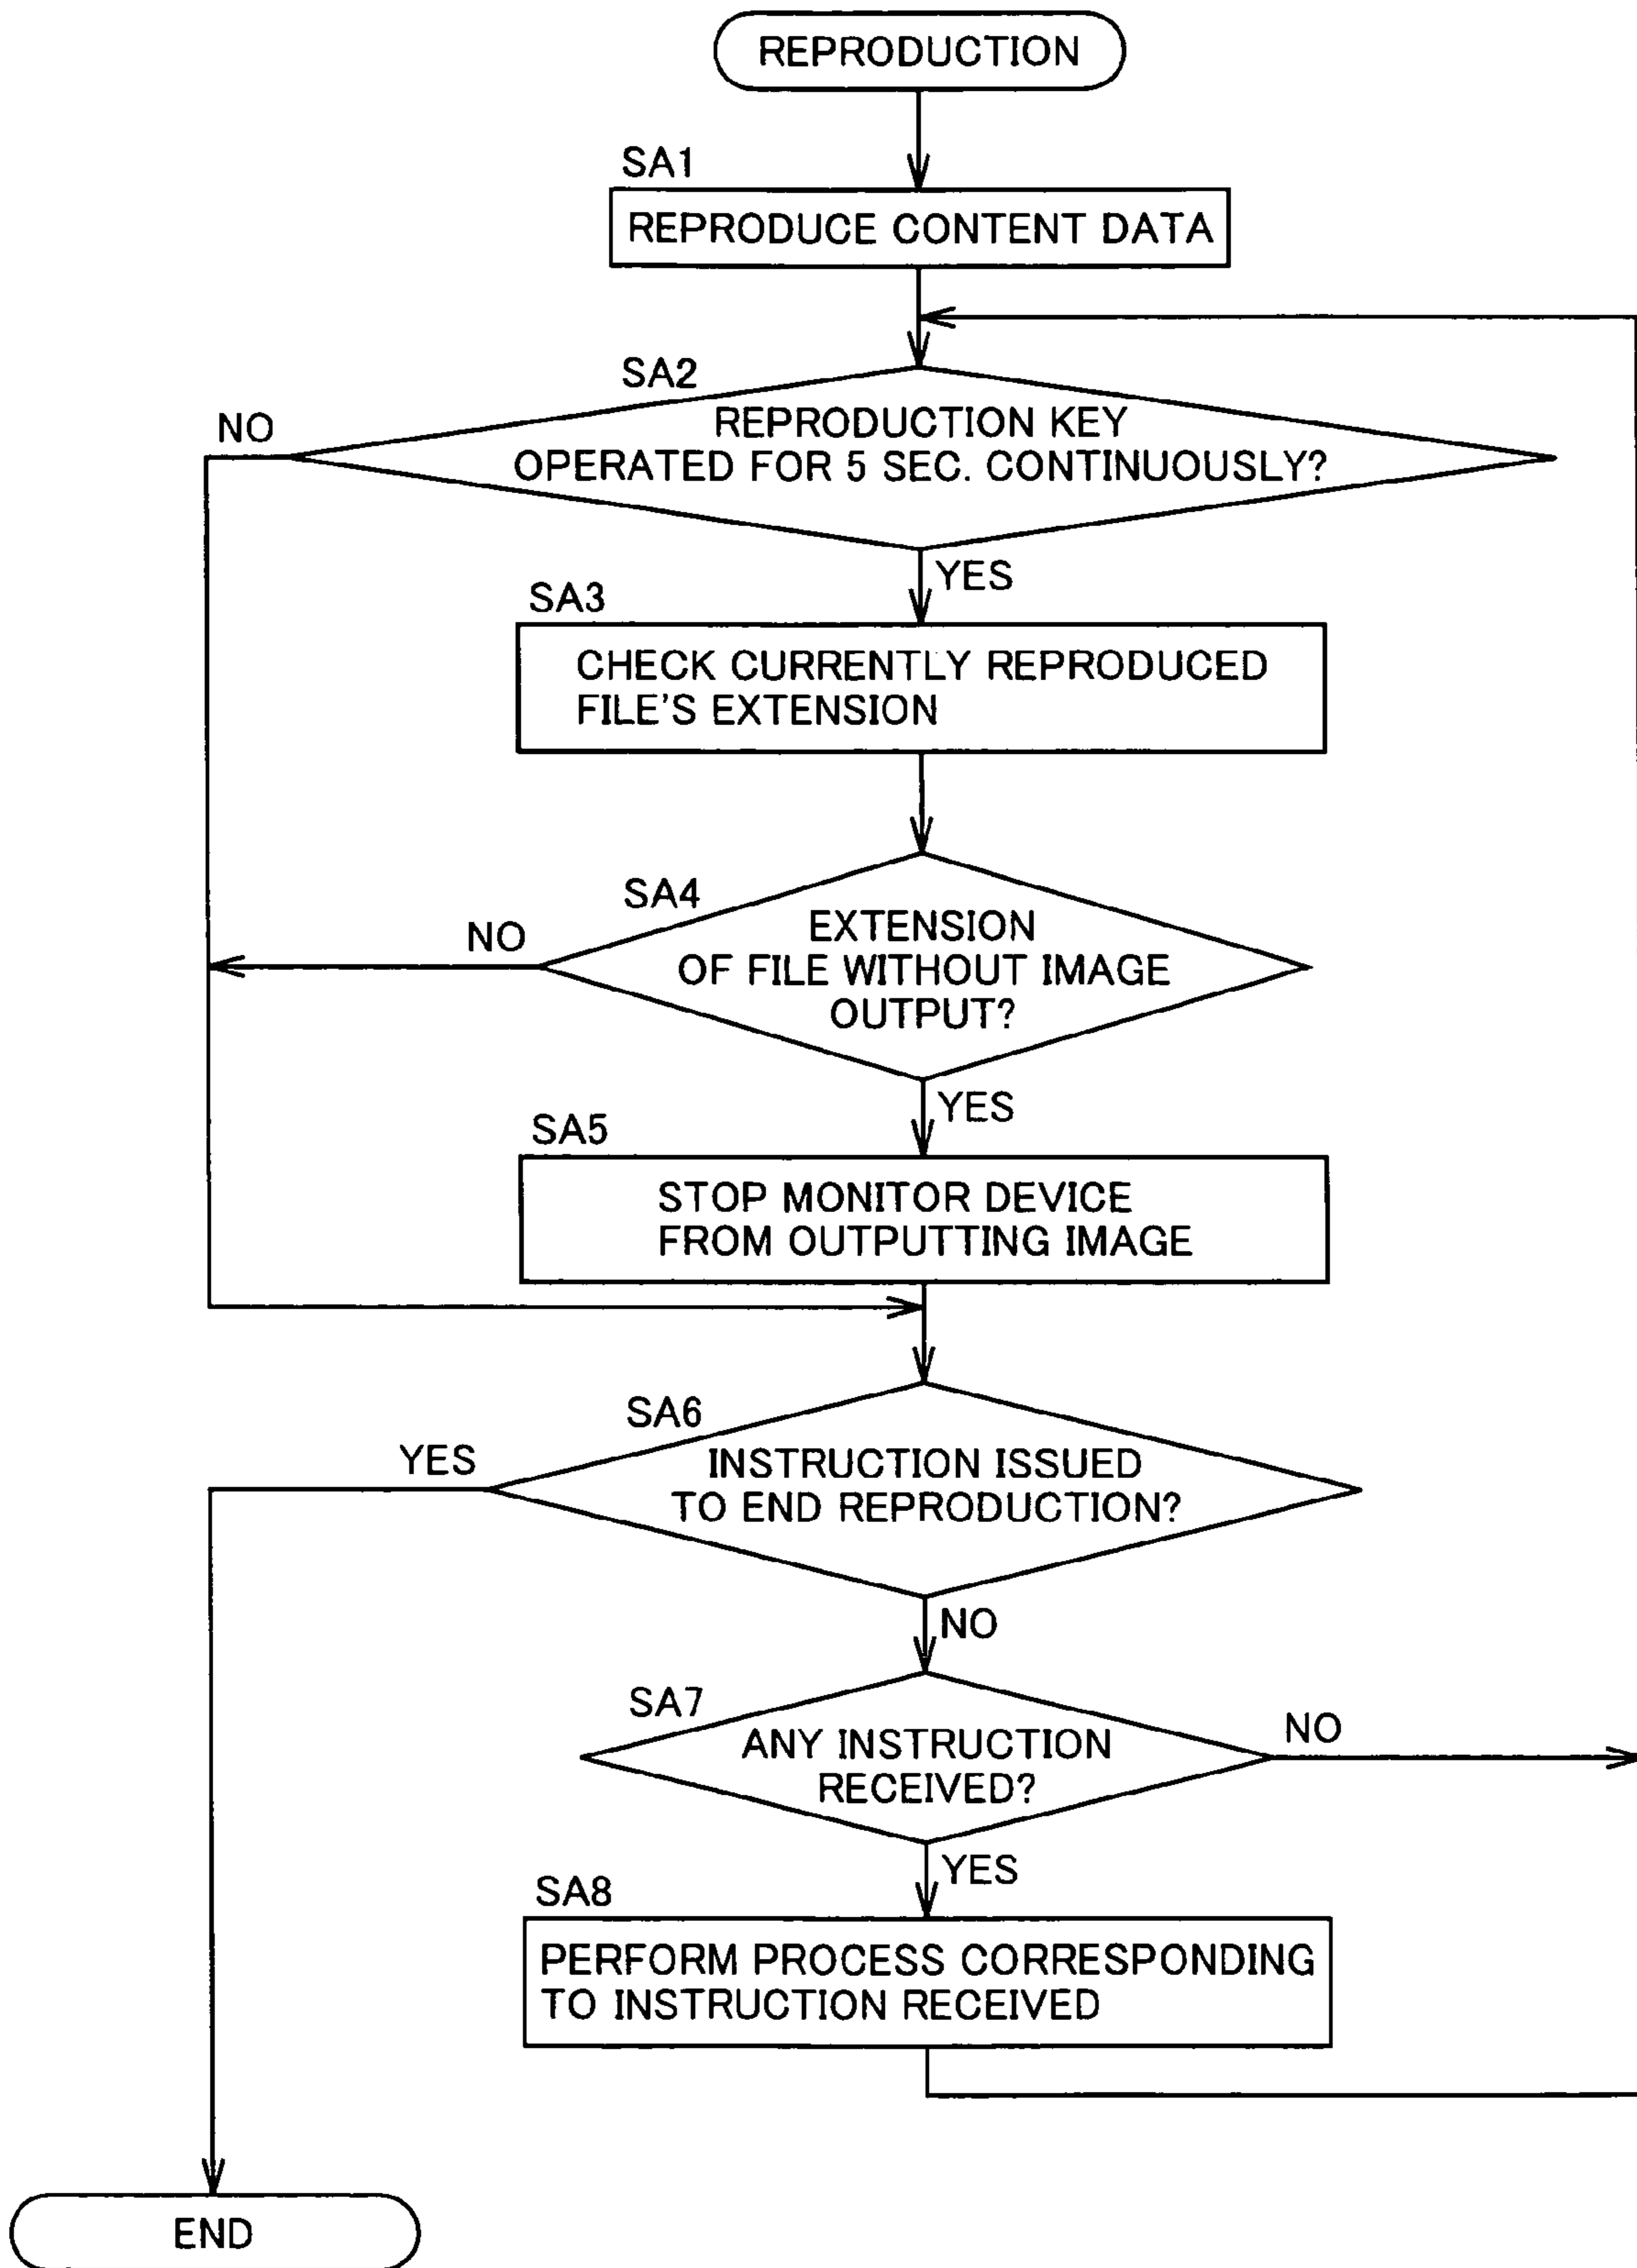 REPRODUCTION
SA1
REPRODUCE CONTENT DATA
SA2
NO
REPRODUCTION KEY
OPERATED FOR 5 SEC. CONTINUOUSLY?
YES
SA3
CHECK CURRENTLY REPRODUCED
FILE'S EXTENSION
SA4
NO
EXTENSION
OF FILE WITHOUT IMAGE
OUTPUT?
YES
SA5
STOP MONITOR DEVICE
FROM OUTPUTTING IMAGE
SA6
YES
INSTRUCTION ISSUED
TO END REPRODUCTION?
NO
SA7
NO
ANY INSTRUCTION
RECEIVED?
YES
SA8
PERFORM PROCESS CORRESPONDING
TO INSTRUCTION RECEIVED
END